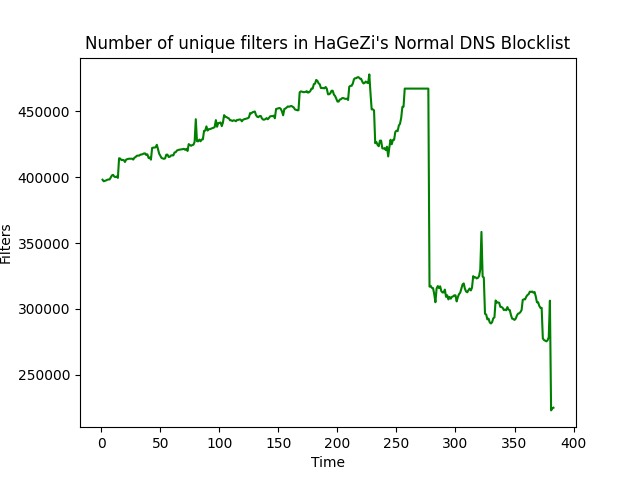 Number of unique filters in HaGeZi's Normal DNS Blocklist
450000
400000
350000
300000
250000
Filters
0 50 100 150 200 250 300 350 400
Time